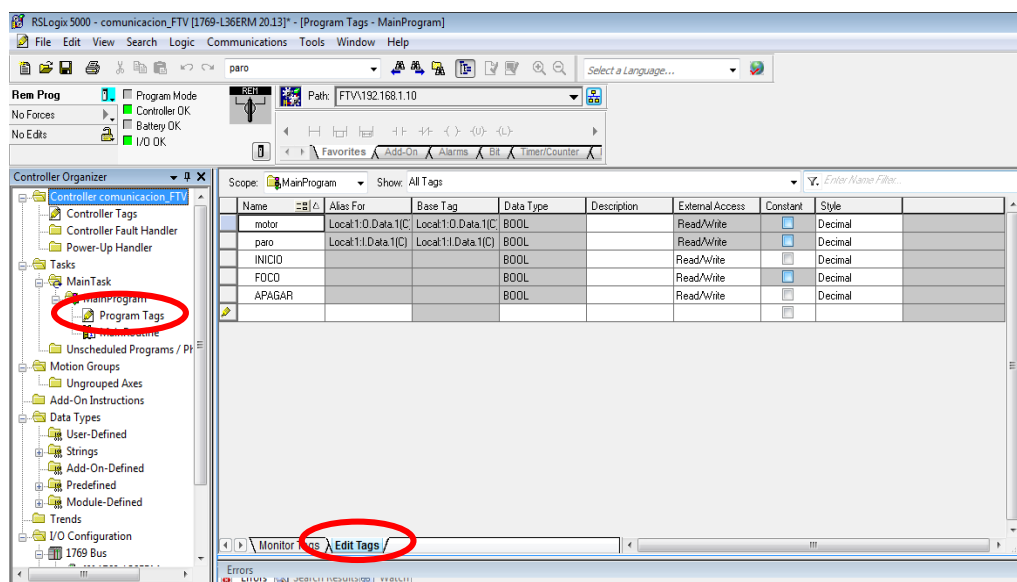 RSLogix 5000 - comunicacion_FTV [1769-L36ERM 20.13]* - [Program Tags - MainProgram]
File Edit View Search Logic Communications Tools Window Help
paro
Select a Language...
Rem Prog
Program Mode
No Forces
Controller OK
Battery OK
No Edits
I/O OK
REM
Path: FTV\192.168.1.10
Favorites Add-On Alarms Bit Timer/Counter
Controller Organizer
Controller comunicacion_FTV
Controller Tags
Controller Fault Handler
Power-Up Handler
Tasks
MainTask
MainProgram
Program Tags
MainRoutine
Unscheduled Programs / Ph
Motion Groups
Ungrouped Axes
Add-On Instructions
Data Types
User-Defined
Strings
Add-On-Defined
Predefined
Module-Defined
Trends
I/O Configuration
1769 Bus
Scope: MainProgram Show: All Tags
Enter Name Filter...
Name Alias For Base Tag Data Type Description External Access Constant Style
motor Local:1:O.Data.1(C) Local:1:O.Data.1(C) BOOL Read/Write Decimal
paro Local:1:I.Data.1(C) Local:1:I.Data.1(C) BOOL Read/Write Decimal
INICIO BOOL Read/Write Decimal
FOCO BOOL Read/Write Decimal
APAGAR BOOL Read/Write Decimal
Monitor Tags Edit Tags
Errors
Errors Search Results Watch